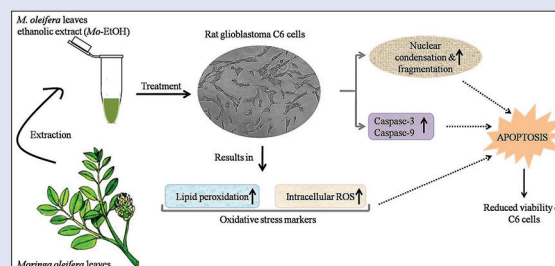 M. oleifera leaves
ethanolic extract (Mo-EtOH)
Extraction
Moringa oleifera leaves
Treatment
Rat glioblastoma C6 cells
Results in
Lipid peroxidation
Intracellular ROS
Oxidative stress markers
Nuclear
condensation &
fragmentation
Caspase-3
Caspase-9
APOPTOSIS
Reduced viability o
C6 cells